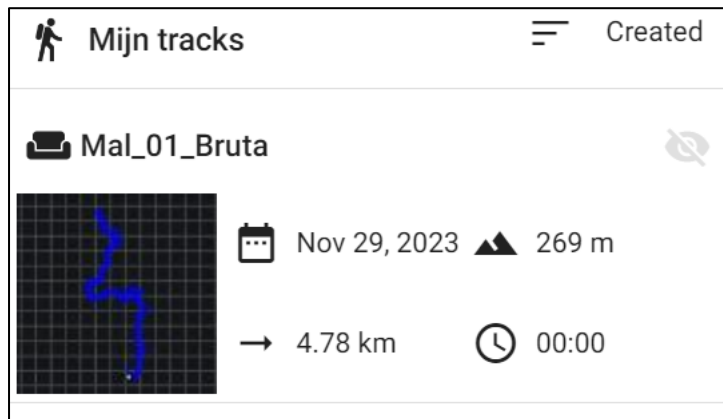 Mijn tracks
Created
Mal_01_Bruta
Nov 29, 2023
269 m
4.78 km
00:00